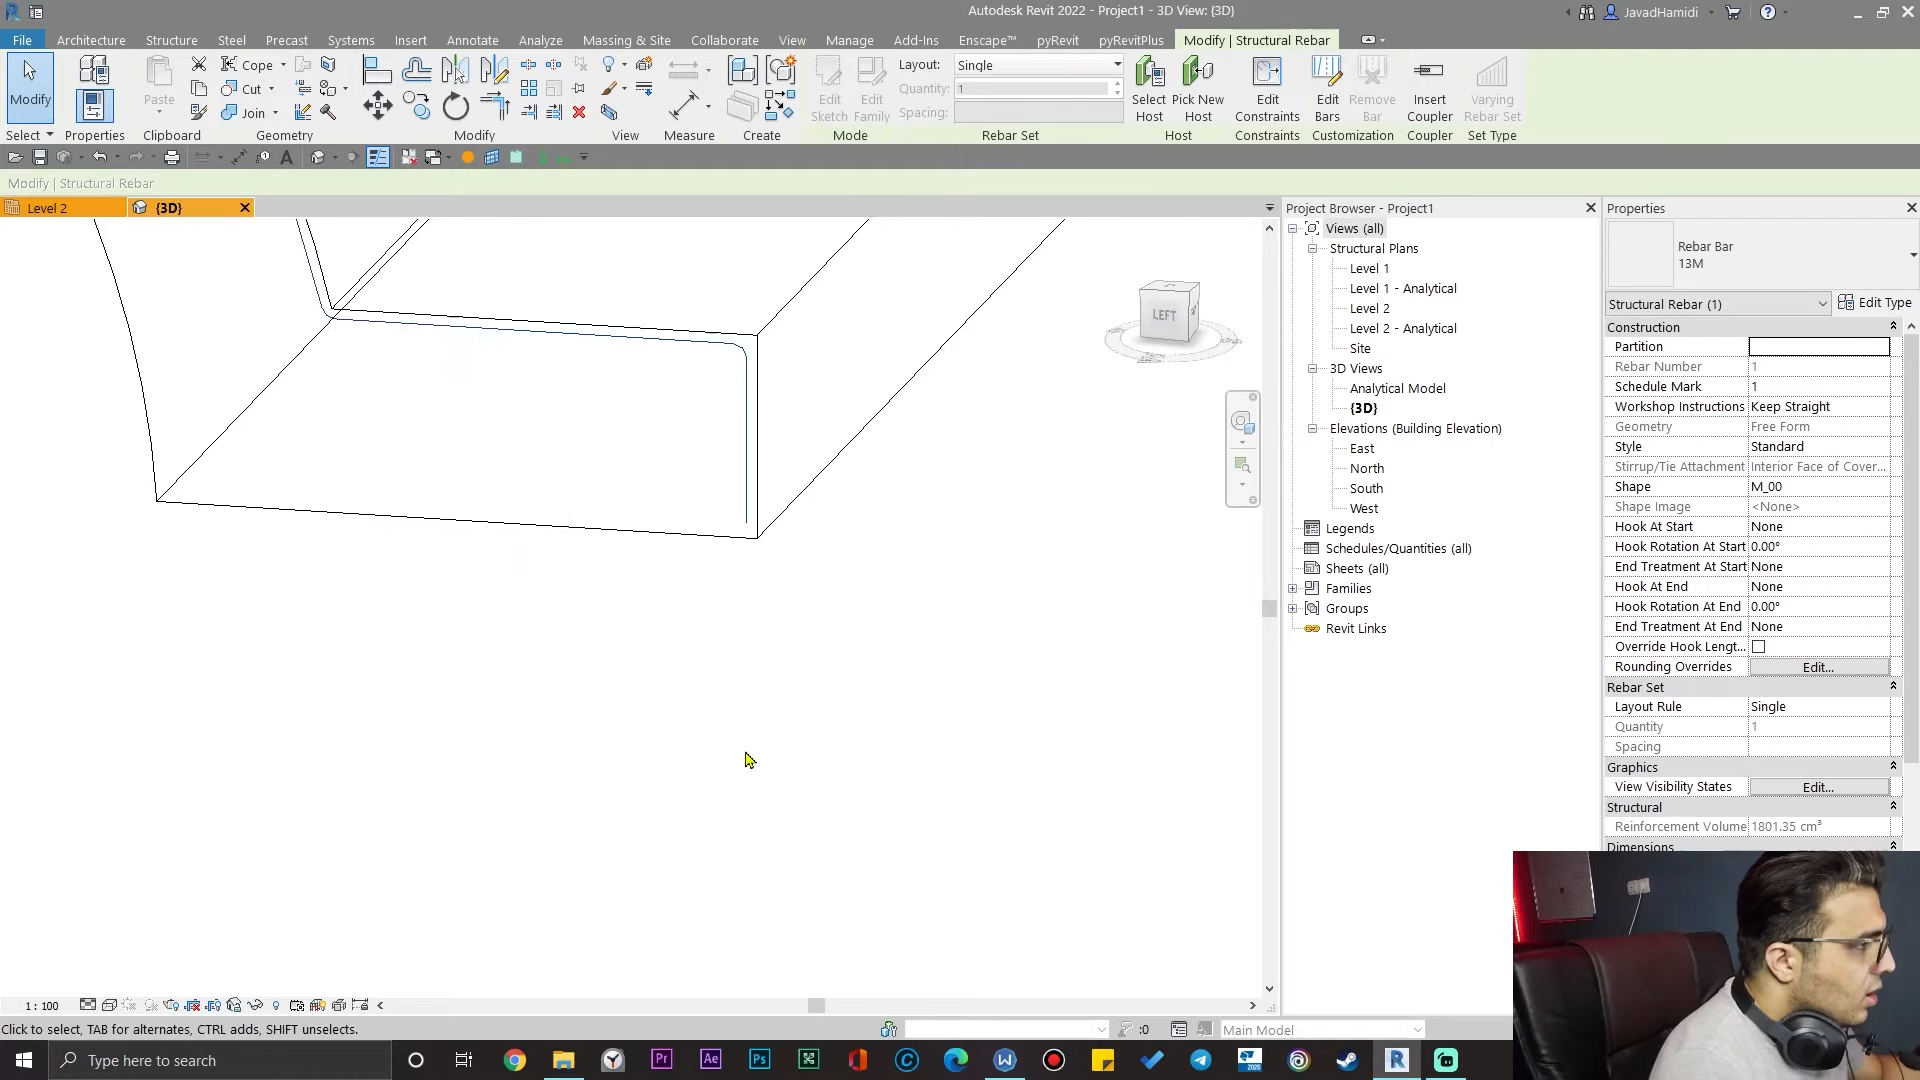 Autodesk Revit 2022 - Project1 - 3D View: {3D}
JavadHamidi
File Architecture Structure Steel Precast Systems Insert Annotate Analyze Massing & Site Collaborate View Manage Add-Ins Enscape™ pyRevit pyRevitPlus Modify | Structural Rebar
Modify
Paste
Cope
Cut
Join
Edit Sketch
Edit Family
Layout: Single
Quantity: 1
Spacing:
Select Host
Pick New Host
Edit Constraints
Edit Bars
Remove Bar
Insert Coupler
Varying Rebar Set
Select Properties Clipboard Geometry Modify View Measure Create Mode Rebar Set Host Constraints Customization Coupler Set Type
Modify | Structural Rebar
Level 2
{3D}
LEFT
Project Browser - Project1
Views (all)
Structural Plans
Level 1
Level 1 - Analytical
Level 2
Level 2 - Analytical
Site
3D Views
Analytical Model
{3D}
Elevations (Building Elevation)
East
North
South
West
Legends
Schedules/Quantities (all)
Sheets (all)
Families
Groups
Revit Links
Properties
Rebar Bar
13M
Structural Rebar (1) Edit Type
Construction
Partition
Rebar Number 1
Schedule Mark 1
Workshop Instructions Keep Straight
Geometry Free Form
Style Standard
Stirrup/Tie Attachment Interior Face of Cover...
Shape M_00
Shape Image <None>
Hook At Start None
Hook Rotation At Start 0.00°
End Treatment At Start None
Hook At End None
Hook Rotation At End 0.00°
End Treatment At End None
Override Hook Lengt...
Rounding Overrides Edit...
Rebar Set
Layout Rule Single
Quantity 1
Spacing
Graphics
View Visibility States Edit...
Structural
Reinforcement Volume 1801.35 cm³
Dimensions
1 : 100
Click to select, TAB for alternates, CTRL adds, SHIFT unselects.
:0
Main Model
Type here to search